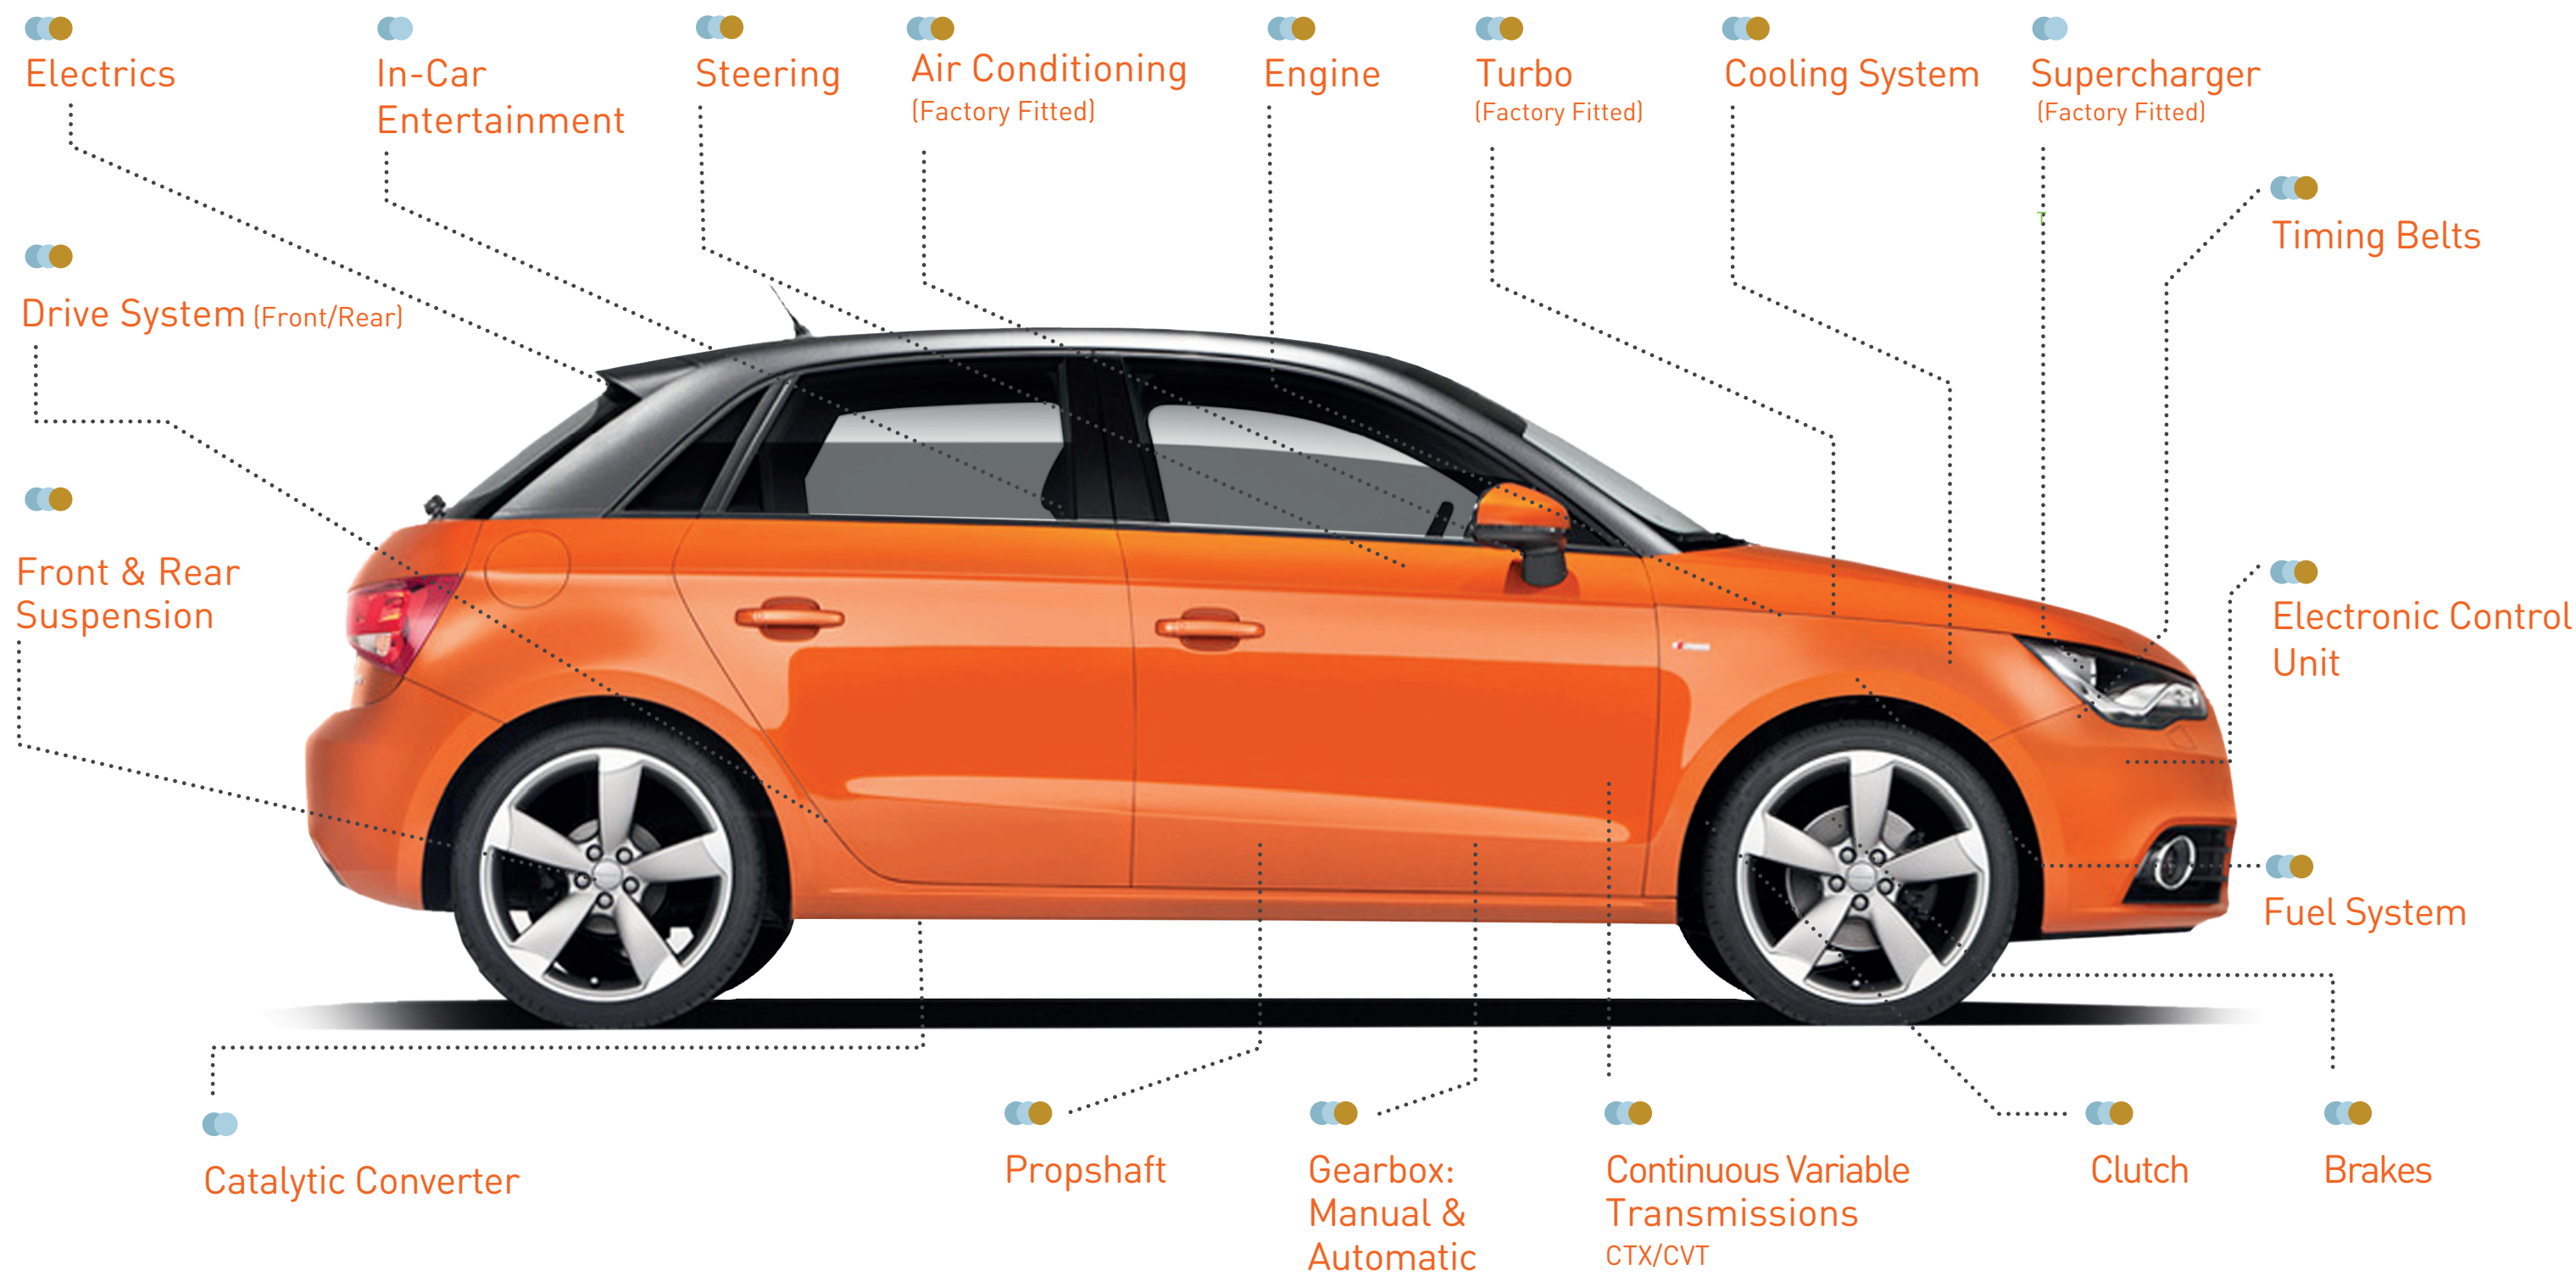 Electrics
In-Car
Entertainment
Steering
Air Conditioning
(Factory Fitted)
Engine
Turbo
(Factory Fitted)
Cooling System
Supercharger
(Factory Fitted)
T
Timing Belts
Drive System (Front/Rear)
Front & Rear
Suspension
Electronic Control
Unit
Fuel System
Catalytic Converter
Propshaft
Gearbox:
Manual &
Automatic
Continuous Variable
Transmissions
CTX/CVT
Clutch
Brakes